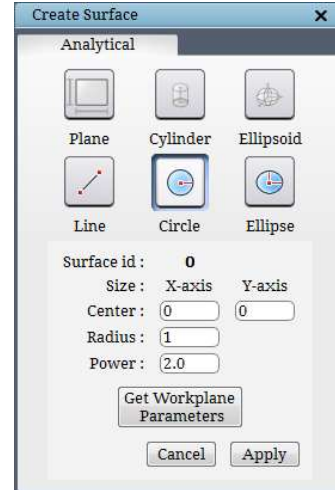 Create Surface ×
Analytical
Plane Cylinder Ellipsoid
Line Circle Ellipse
Surface id : 0
Size : X-axis Y-axis
Center : 0 0
Radius : 1
Power : 2.0
Get Workplane
Parameters
Cancel Apply